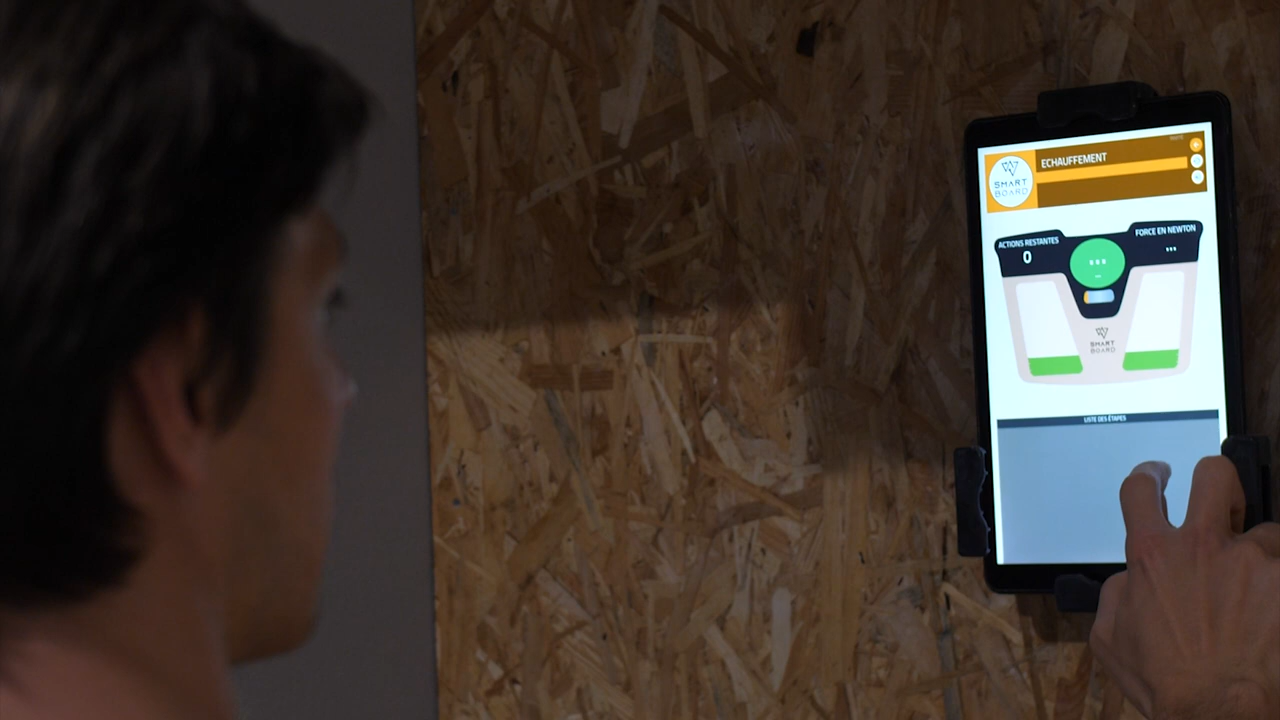 ECHAUFFEMENT
SMART
BOARD
ACTIONS RESTANTES
0
FORCE EN NEWTON
...
SMART
BOARD
LISTE DES ÉTAPES